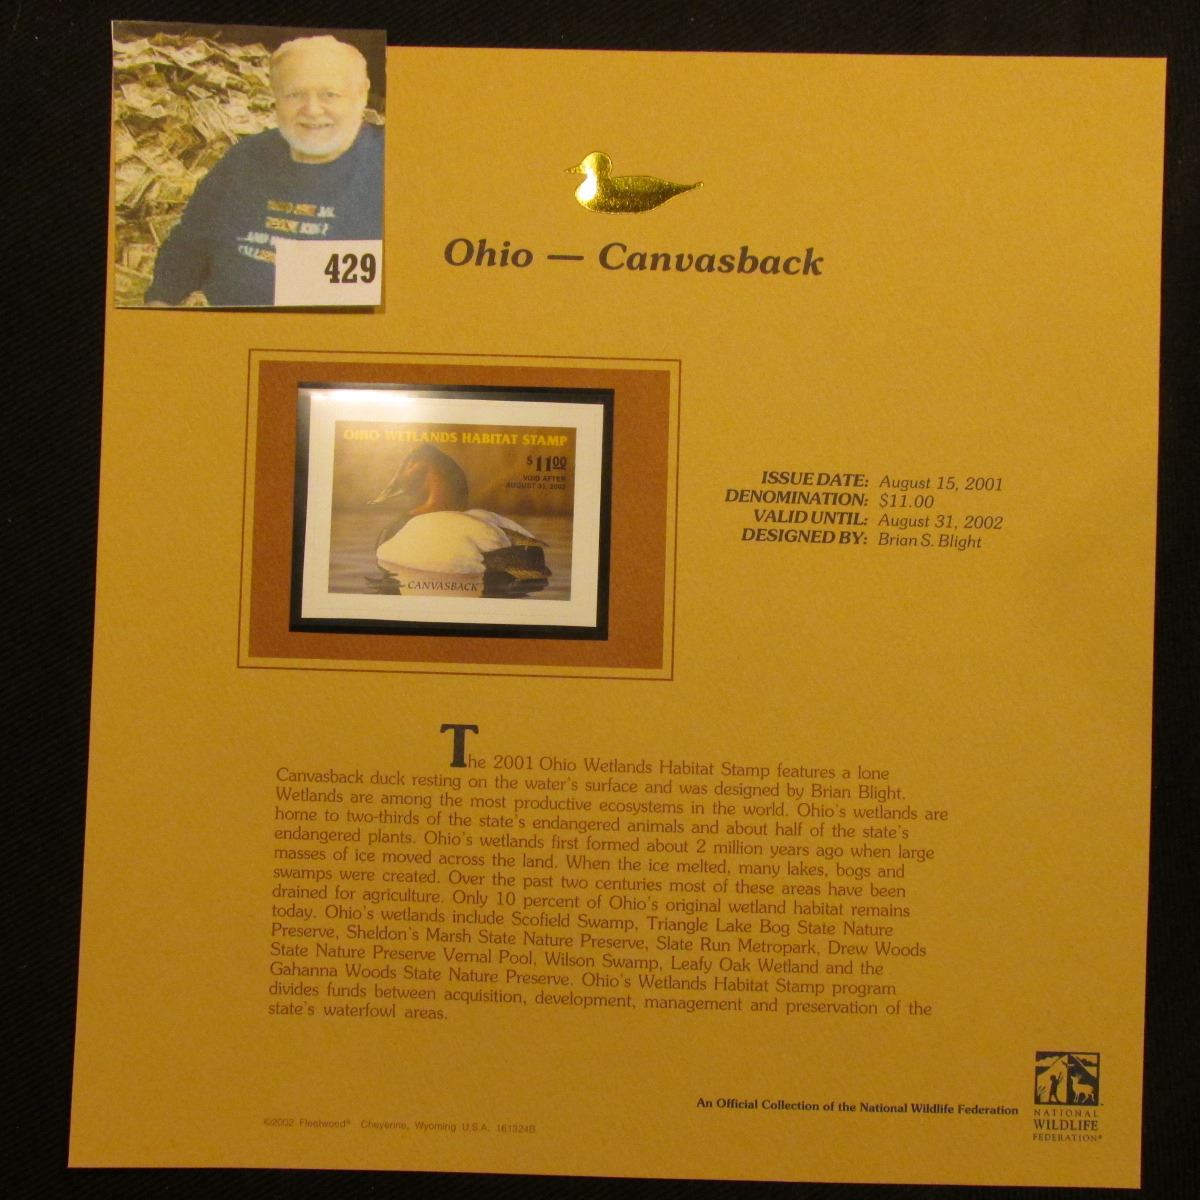 429
Ohio — Canvasback
OHIO WETLANDS HABITAT STAMP
$1100
VOID AFTER
AUGUST 31, 2002
CANVASBACK
ISSUE DATE: August 15, 2001
DENOMINATION: $11.00
VALID UNTIL: August 31, 2002
DESIGNED BY: Brian S. Blight
The 2001 Ohio Wetlands Habitat Stamp features a lone
Canvasback duck resting on the water's surface and was designed by Brian Blight.
Wetlands are among the most productive ecosystems in the world. Ohio's wetlands are
home to two-thirds of the state's endangered animals and about half of the state's
endangered plants. Ohio's wetlands first formed about 2 million years ago when large
masses of ice moved across the land. When the ice melted, many lakes, bogs and
swamps were created. Over the past two centuries most of these areas have been
drained for agriculture. Only 10 percent of Ohio's original wetland habitat remains
today. Ohio's wetlands include Scofield Swamp, Triangle Lake Bog State Nature
Preserve, Sheldon's Marsh State Nature Preserve, Slate Run Metropark, Drew Woods
State Nature Preserve Vernal Pool, Wilson Swamp, Leafy Oak Wetland and the
Gahanna Woods State Nature Preserve. Ohio's Wetlands Habitat Stamp program
divides funds between acquisition, development, management and preservation of the
state's waterfowl areas.
An Official Collection of the National Wildlife Federation
NATIONAL
WILDLIFE
FEDERATION®
©2002 Fleetwood® Cheyenne, Wyoming U.S.A. 161324B